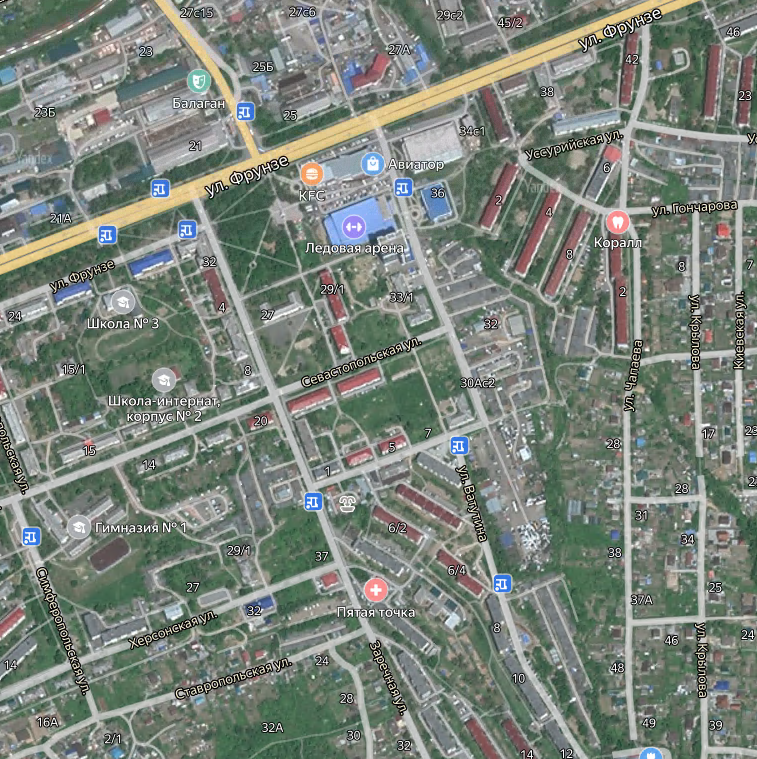 27с15
27с6
29с2
45/2
ул. Фрунзе
46
23
27А
42
25Б
Балаган
38
23
23Б
25
34с1
Уссурийская ул.
21
Yandex
Авиатор
6
ул. Фрунзе
KFC
36
Yandex
2
4
ул. Гончарова
21А
Коралл
Ледовая арена
8
ул. Фрунзе
32
8
7
29/1
2
24
Школа № 3
4
27
33/1
32
ул. Крылова
Киевская ул.
Севастопольская ул.
15/1
8
30Ас2
ул. Чапаева
Школа-интернат,
корпус № 2
20
15
14
7
5
28
17
1
ул. Ватутина
28
31
Гимназия № 1
6/2
34
29/1
37
38
6/4
27
25
32
Пятая точка
37А
Херсонская ул.
8
46
24
Симферопольская ул.
14
24
Ставропольская ул.
Заречная ул.
10
48
ул. Крылова
28
16А
32А
49
39
2/1
30
32
14
12